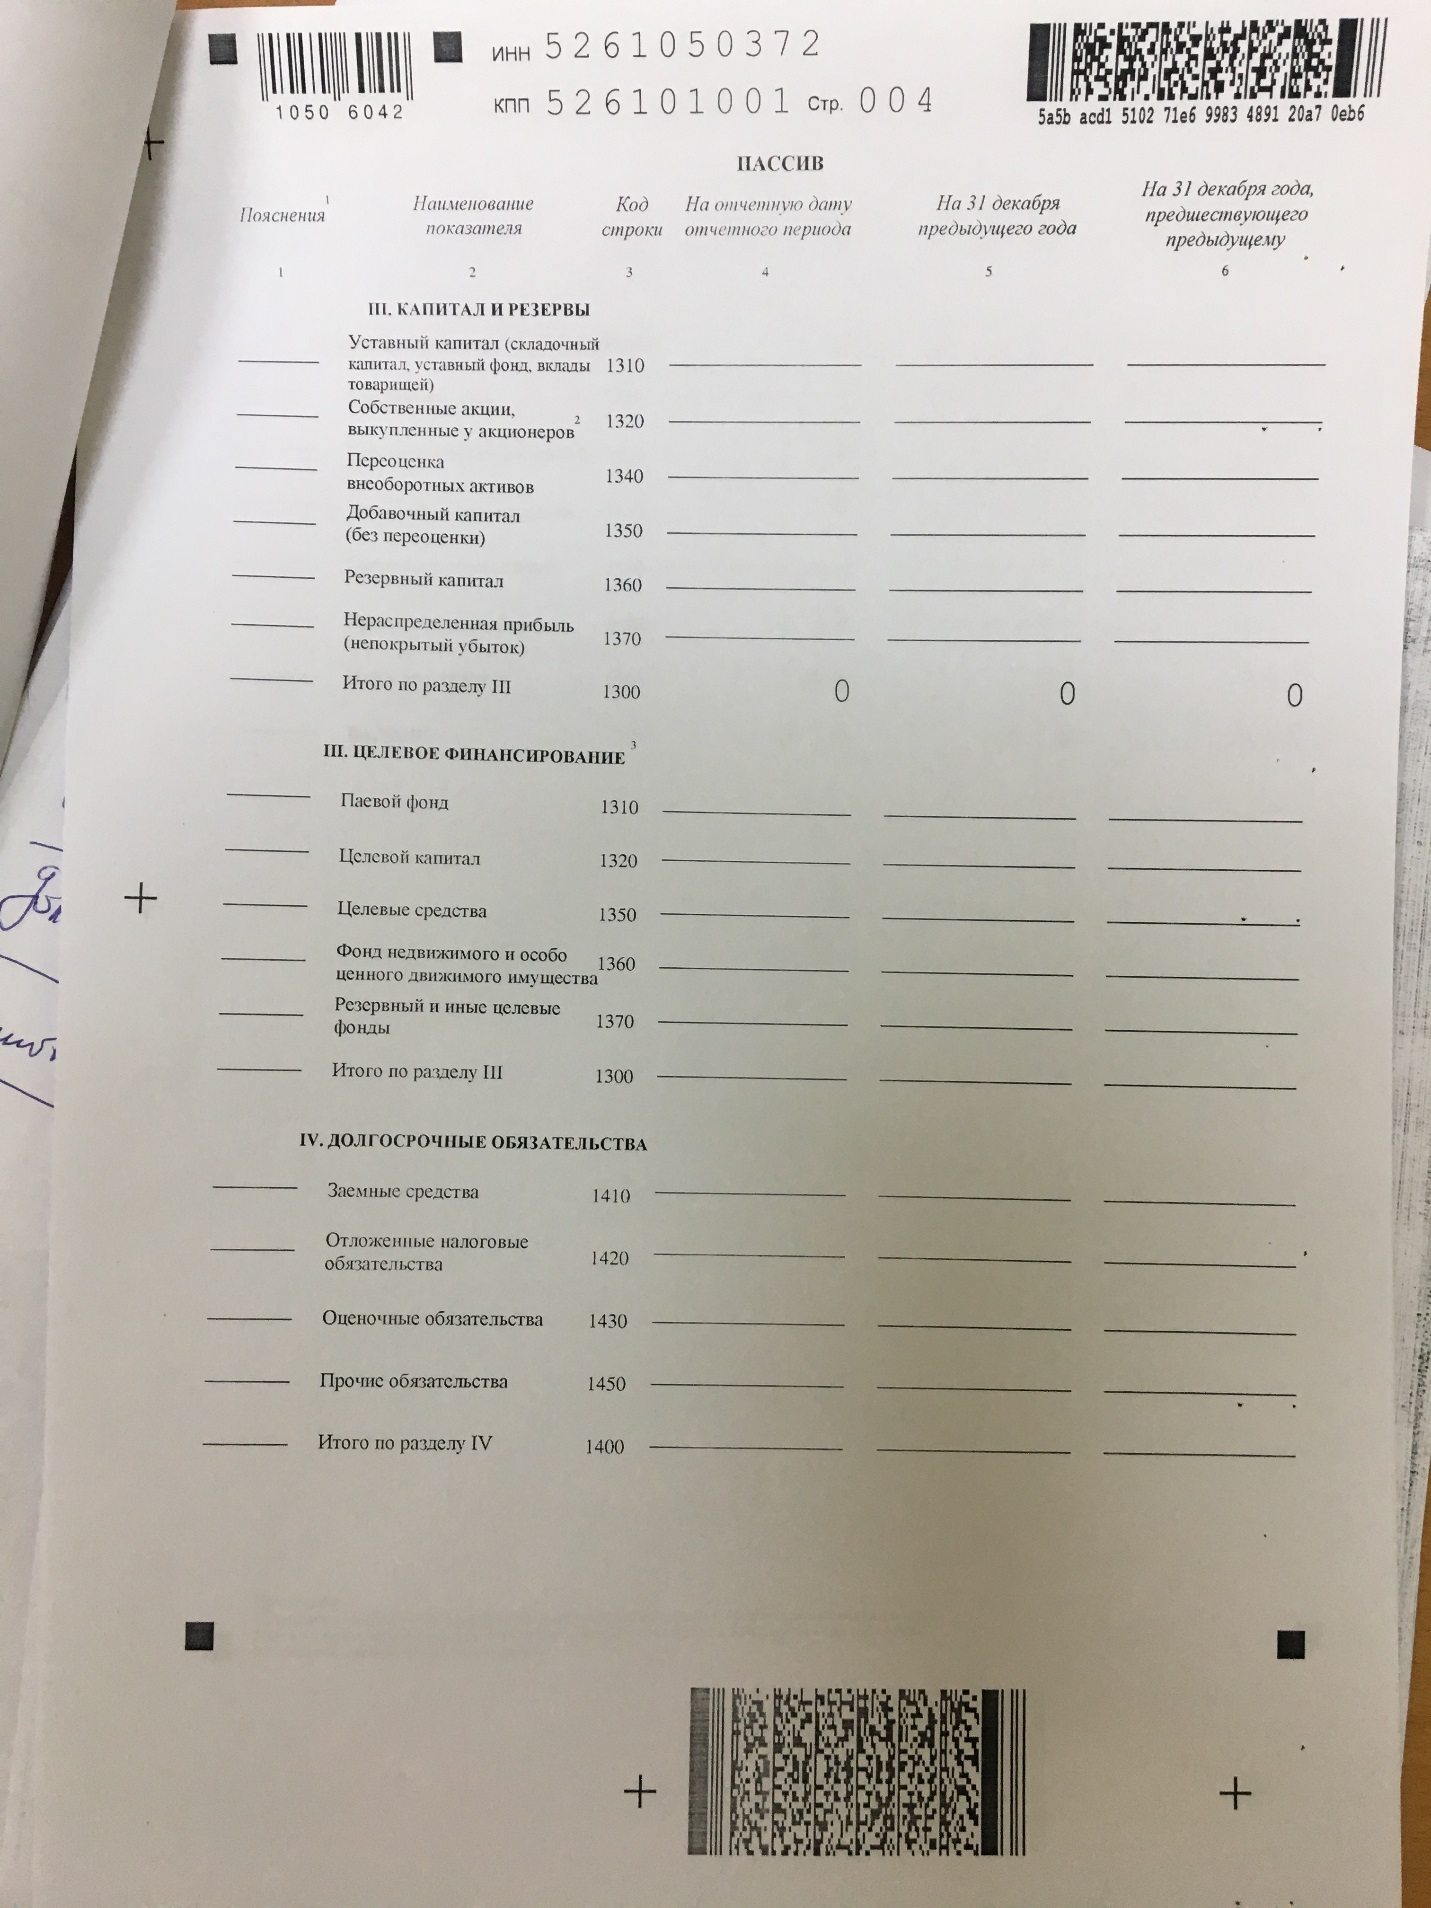 ИНН 5261050372
1050 6042
КПП 526101001 Стр. 004
5a5b acd1 5102 71e6 9983 4891 20a7 0eb6
ПАССИВ
Пояснения 1
Наименование
показателя
Код
строки
На отчетную дату
отчетного периода
На 31 декабря
предыдущего года
На 31 декабря года,
предшествующего
предыдущему
1 2 3 4 5 6
III. КАПИТАЛ И РЕЗЕРВЫ
Уставный капитал (складочный
капитал, уставный фонд, вклады 1310
товарищей)
Собственные акции,
выкупленные у акционеров 2 1320
Переоценка
внеоборотных активов 1340
Добавочный капитал
(без переоценки) 1350
Резервный капитал 1360
Нераспределенная прибыль
(непокрытый убыток) 1370
Итого по разделу III 1300 0 0 0
III. ЦЕЛЕВОЕ ФИНАНСИРОВАНИЕ 3
Паевой фонд 1310
Целевой капитал 1320
Целевые средства 1350
Фонд недвижимого и особо
ценного движимого имущества 1360
Резервный и иные целевые
фонды 1370
Итого по разделу III 1300
IV. ДОЛГОСРОЧНЫЕ ОБЯЗАТЕЛЬСТВА
Заемные средства 1410
Отложенные налоговые
обязательства 1420
Оценочные обязательства 1430
Прочие обязательства 1450
Итого по разделу IV 1400